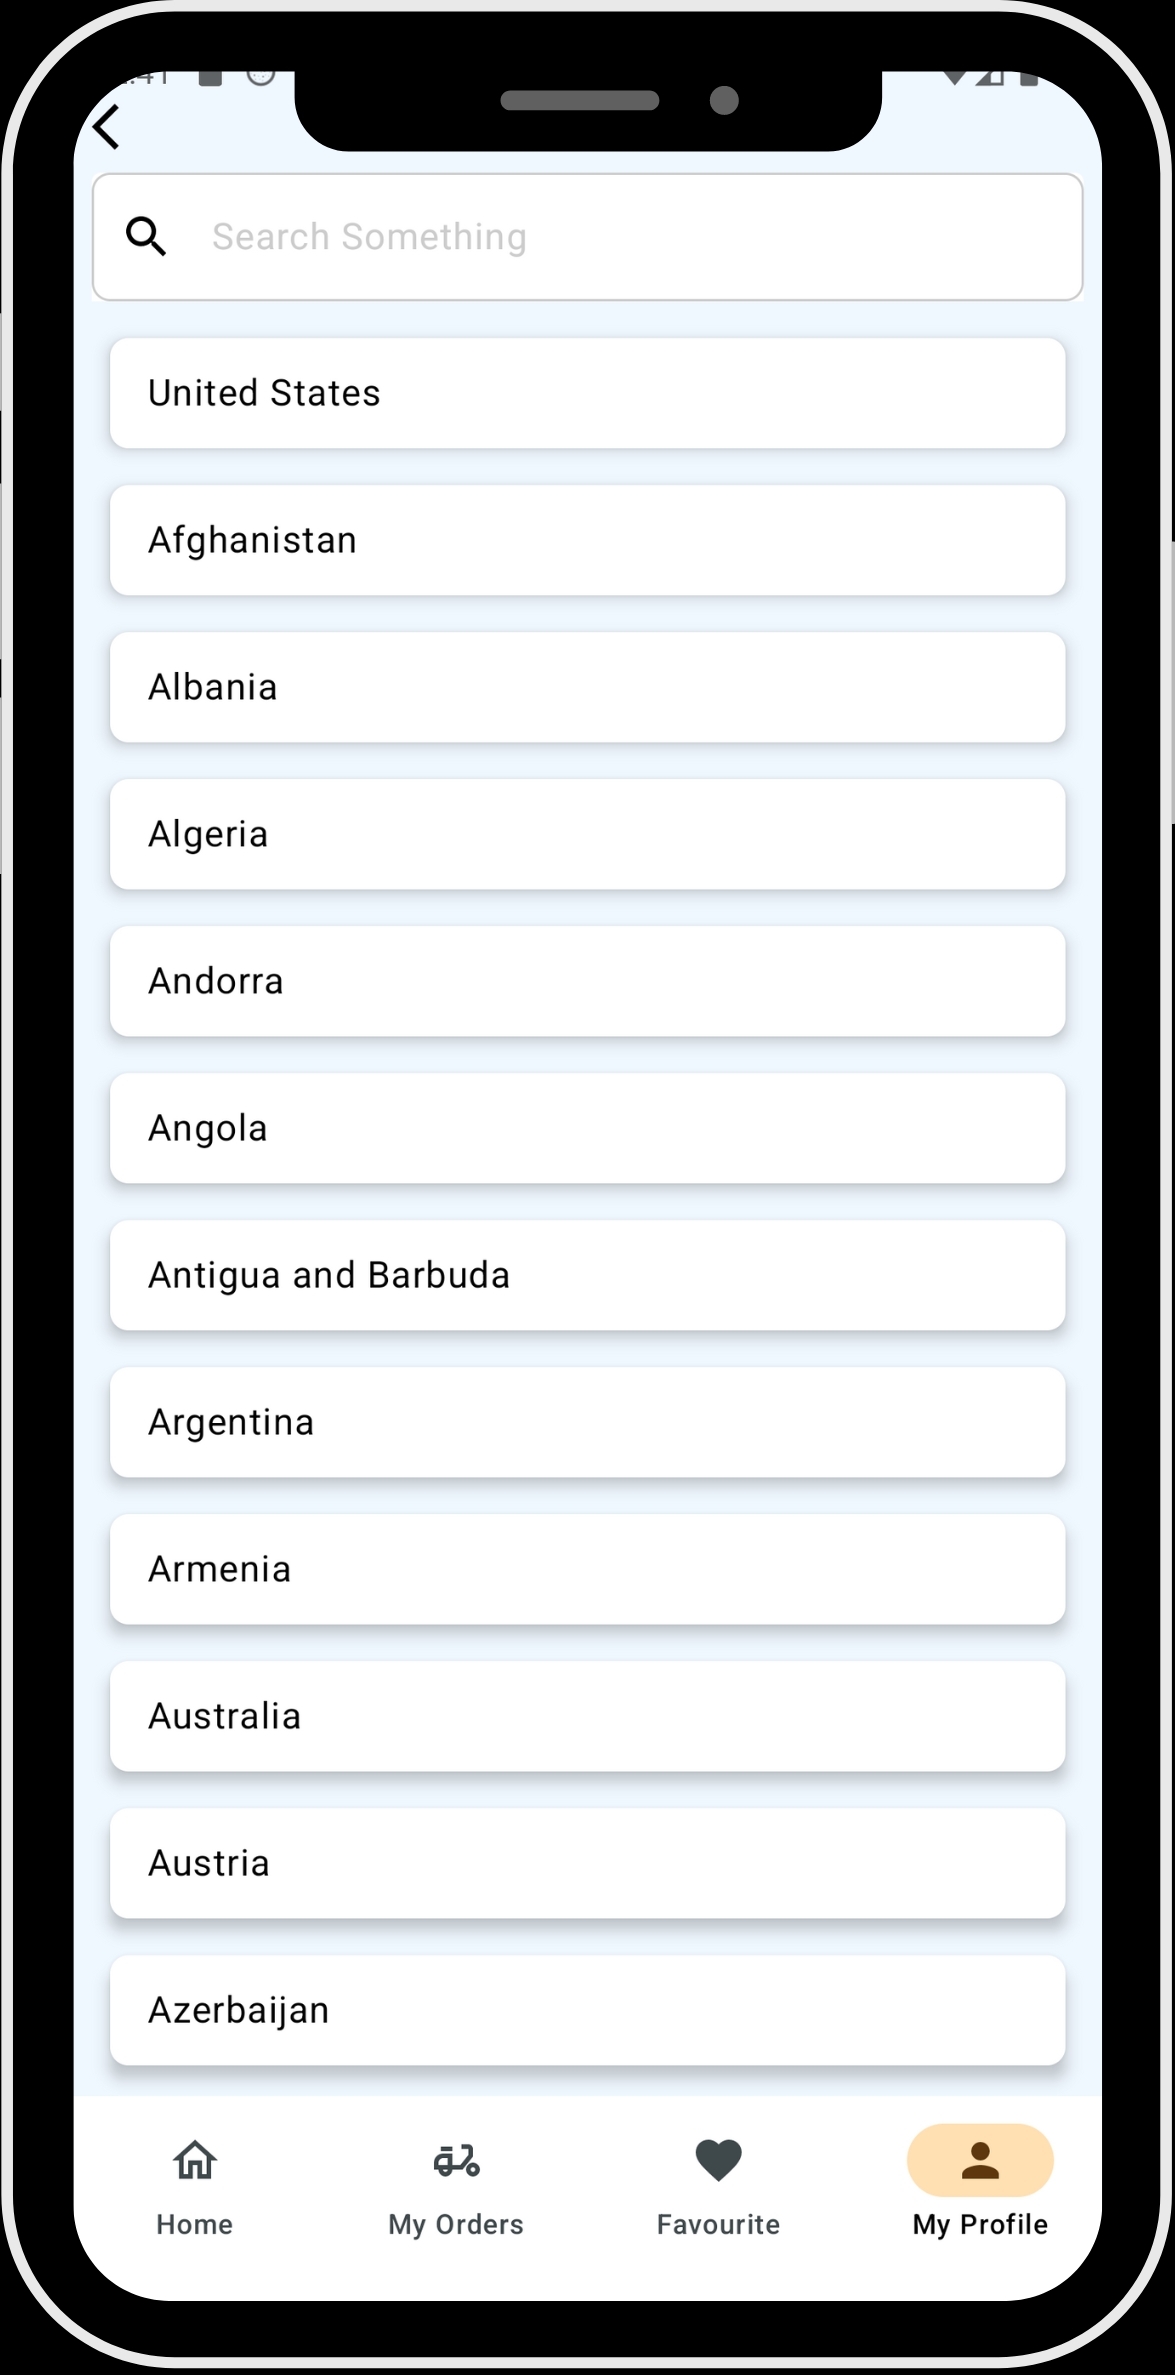 Search Something
United States
Afghanistan
Albania
Algeria
Andorra
Angola
Antigua and Barbuda
Argentina
Armenia
Australia
Austria
Azerbaijan
Home
My Orders
Favourite
My Profile